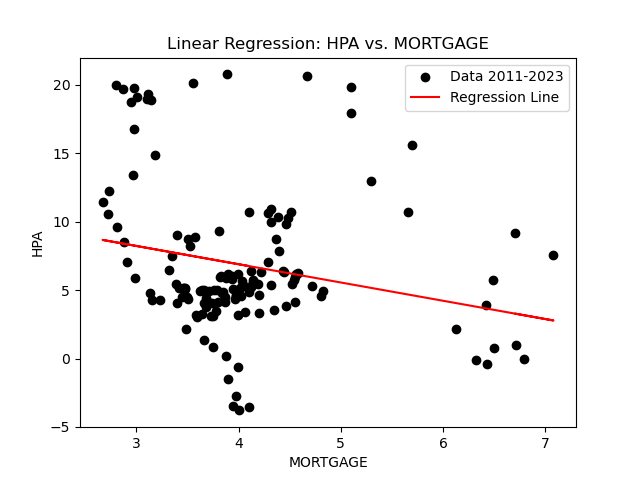 Linear Regression: HPA vs. MORTGAGE
Data 2011-2023
Regression Line
HPA
20
15
10
5
0
−5
3 4 5 6 7
MORTGAGE